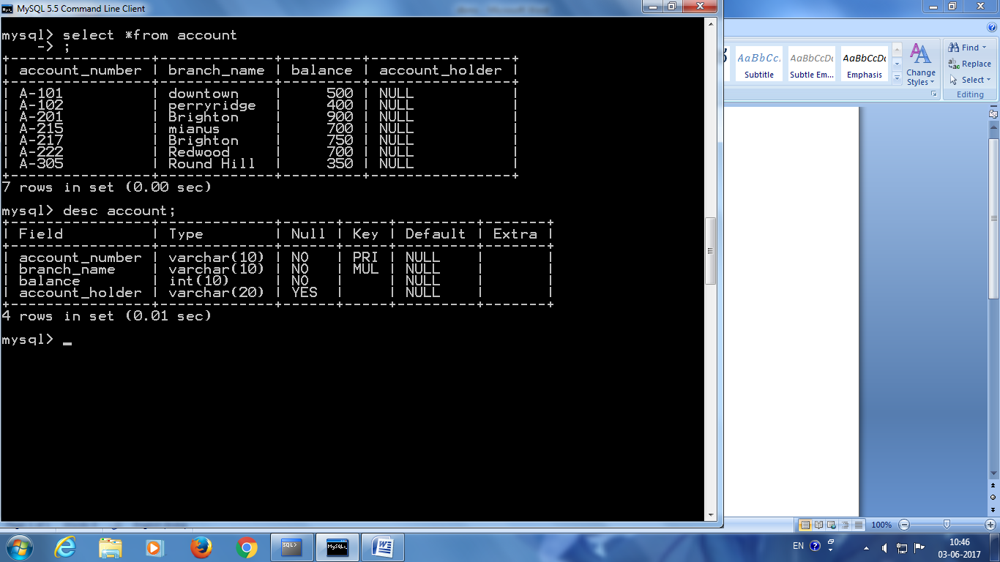 MySQL 5.5 Command Line Client
mysql> select *from account
    -> ;
+----------------+-------------+---------+----------------+
| account_number | branch_name | balance | account_holder |
+----------------+-------------+---------+----------------+
| A-101          | downtown    |     500 | NULL           |
| A-102          | perryridge  |     400 | NULL           |
| A-201          | Brighton    |     900 | NULL           |
| A-215          | mianus      |     700 | NULL           |
| A-217          | Brighton    |     750 | NULL           |
| A-222          | Redwood     |     700 | NULL           |
| A-305          | Round Hill  |     350 | NULL           |
+----------------+-------------+---------+----------------+
7 rows in set (0.00 sec)
mysql> desc account;
+----------------+-------------+------+-----+---------+-------+
| Field          | Type        | Null | Key | Default | Extra |
+----------------+-------------+------+-----+---------+-------+
| account_number | varchar(10) | NO   | PRI | NULL    |       |
| branch_name    | varchar(10) | NO   | MUL | NULL    |       |
| balance        | int(10)     | NO   |     | NULL    |       |
| account_holder | varchar(20) | YES  |     | NULL    |       |
+----------------+-------------+------+-----+---------+-------+
4 rows in set (0.01 sec)
mysql> _
AaBbCc. AaBbCcDc AaBbCcDc
Subtitle Subtle Em... Emphasis
Change
Styles
Find
Replace
Select
Editing
100%
SQL>
MySQL
EN
10:46
03-06-2017